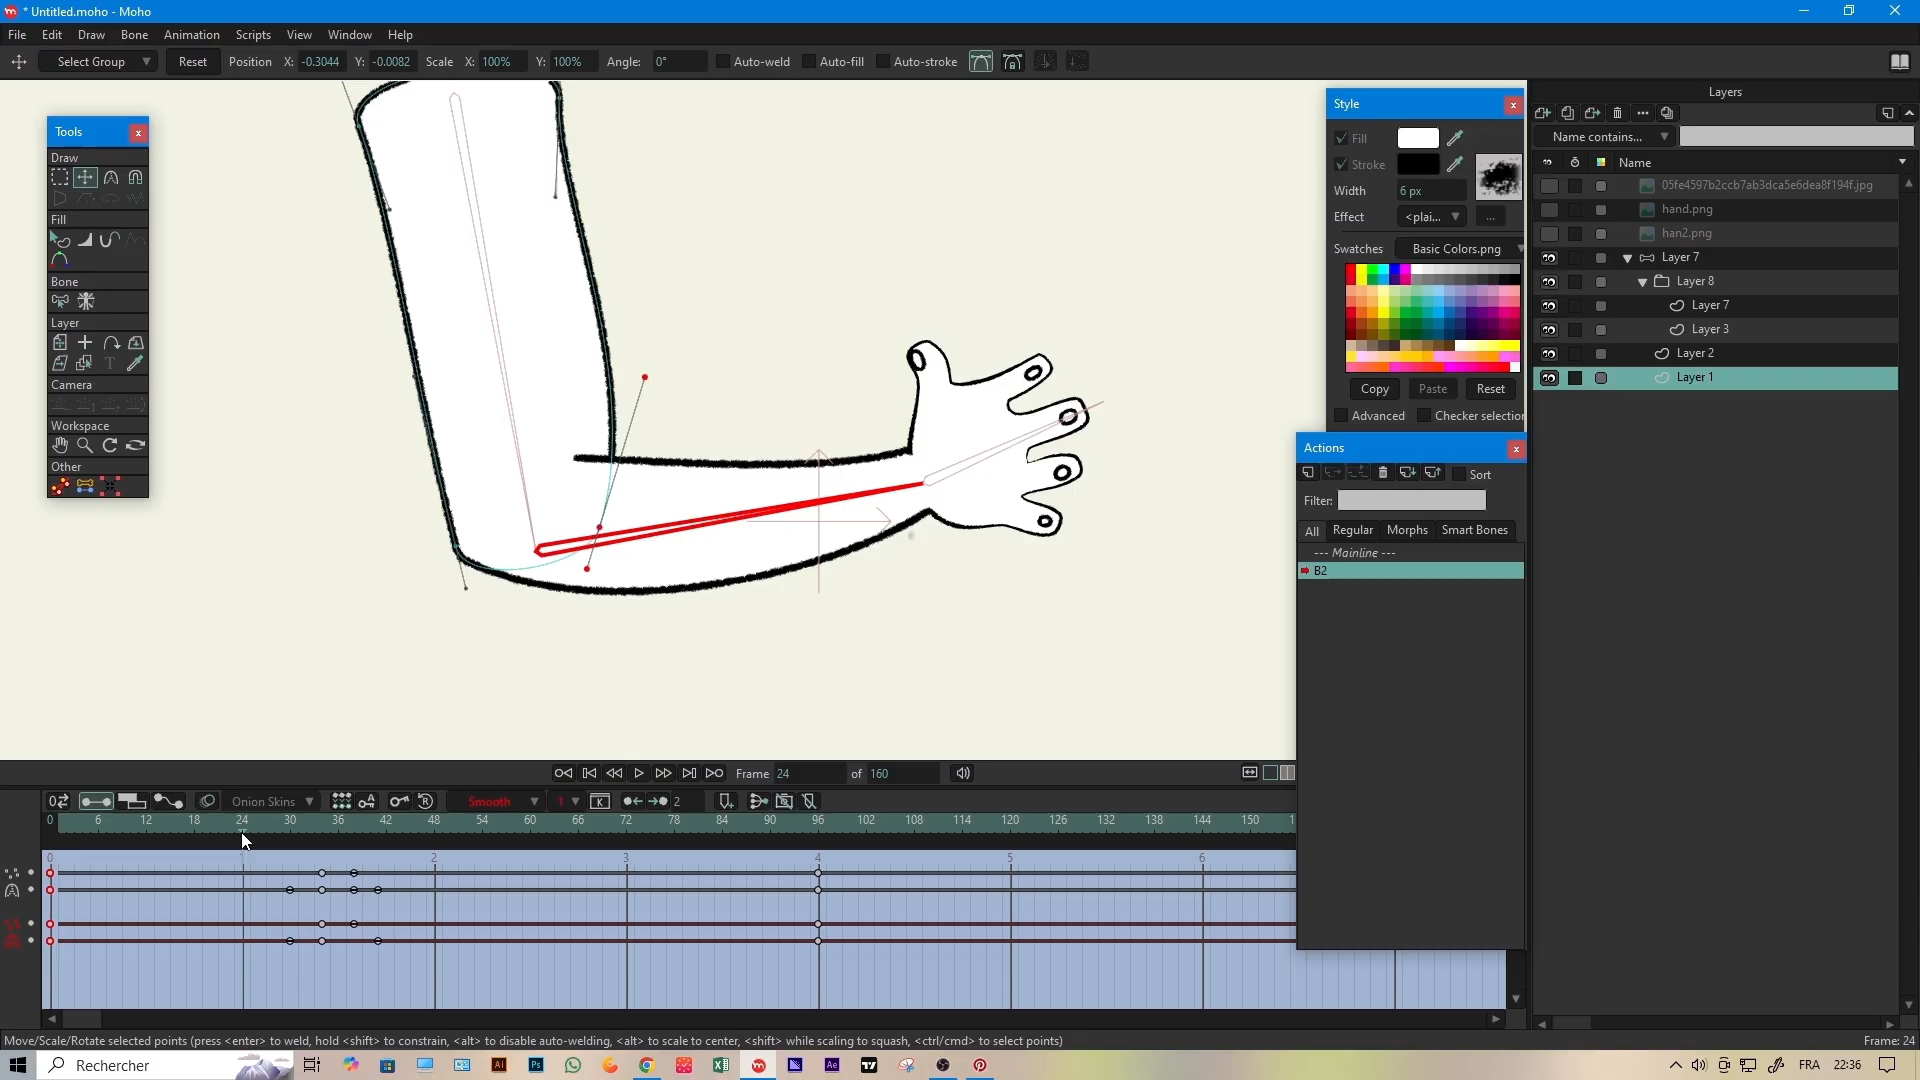 * Untitled.moho - Moho
File Edit Draw Bone Animation Scripts View Window Help
Select Group Reset Position X: -0.3044 Y: -0.0082 Scale X: 100% Y: 100% Angle: 0° Auto-weld Auto-fill Auto-stroke
Tools
Draw
Fill
Bone
Layer
Camera
Workspace
Other
Style
Fill
Stroke
Width 6 px
Effect <plai... ...
Swatches Basic Colors.png
Copy Paste Reset
Advanced Checker selection
Actions
Sort
Filter:
All Regular Morphs Smart Bones
--- Mainline ---
B2
Layers
Name contains...
Name
05fe4597b2ccb7ab3dca5e6dea8f194f.jpg
hand.png
han2.png
Layer 7
Layer 8
Layer 7
Layer 3
Layer 2
Layer 1
Frame 24 of 160
Onion Skins Smooth 1 K 2
0 6 12 18 24 30 36 42 48 54 60 66 72 78 84 90 96 102 108 114 120 126 132 138 144 150 1
0 1 2 3 4 5 6
Move/Scale/Rotate selected points (press <enter> to weld, hold <shift> to constrain, <alt> to disable auto-welding, <alt> to scale to center, <shift> while scaling to squash, <ctrl/cmd> to select points)
Frame: 24
Rechercher
FRA 22:36